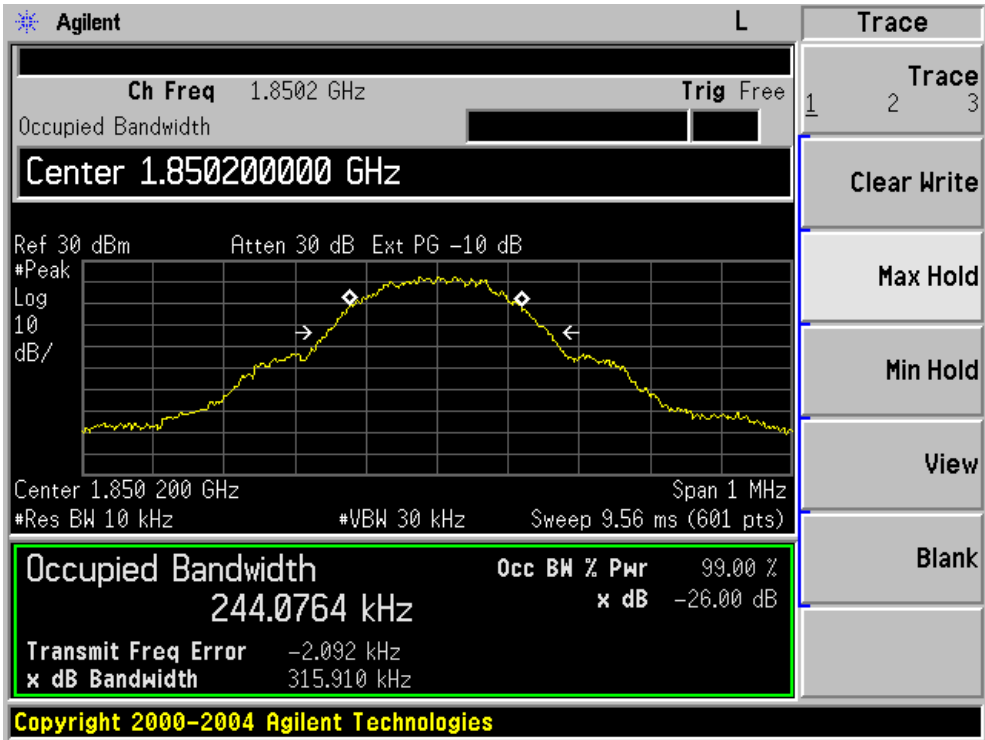 Agilent L Trace
Ch Freq 1.8502 GHz Trig Free
Occupied Bandwidth
Center 1.850200000 GHz
Ref 30 dBm Atten 30 dB Ext PG -10 dB
#Peak
Log
10
dB/
Center 1.850 200 GHz Span 1 MHz
#Res BW 10 kHz #VBW 30 kHz Sweep 9.56 ms (601 pts)
Occupied Bandwidth Occ BW % Pwr 99.00 %
244.0764 kHz x dB -26.00 dB
Transmit Freq Error -2.092 kHz
x dB Bandwidth 315.910 kHz
Trace
1 2 3
Clear Write
Max Hold
Min Hold
View
Blank
Copyright 2000-2004 Agilent Technologies